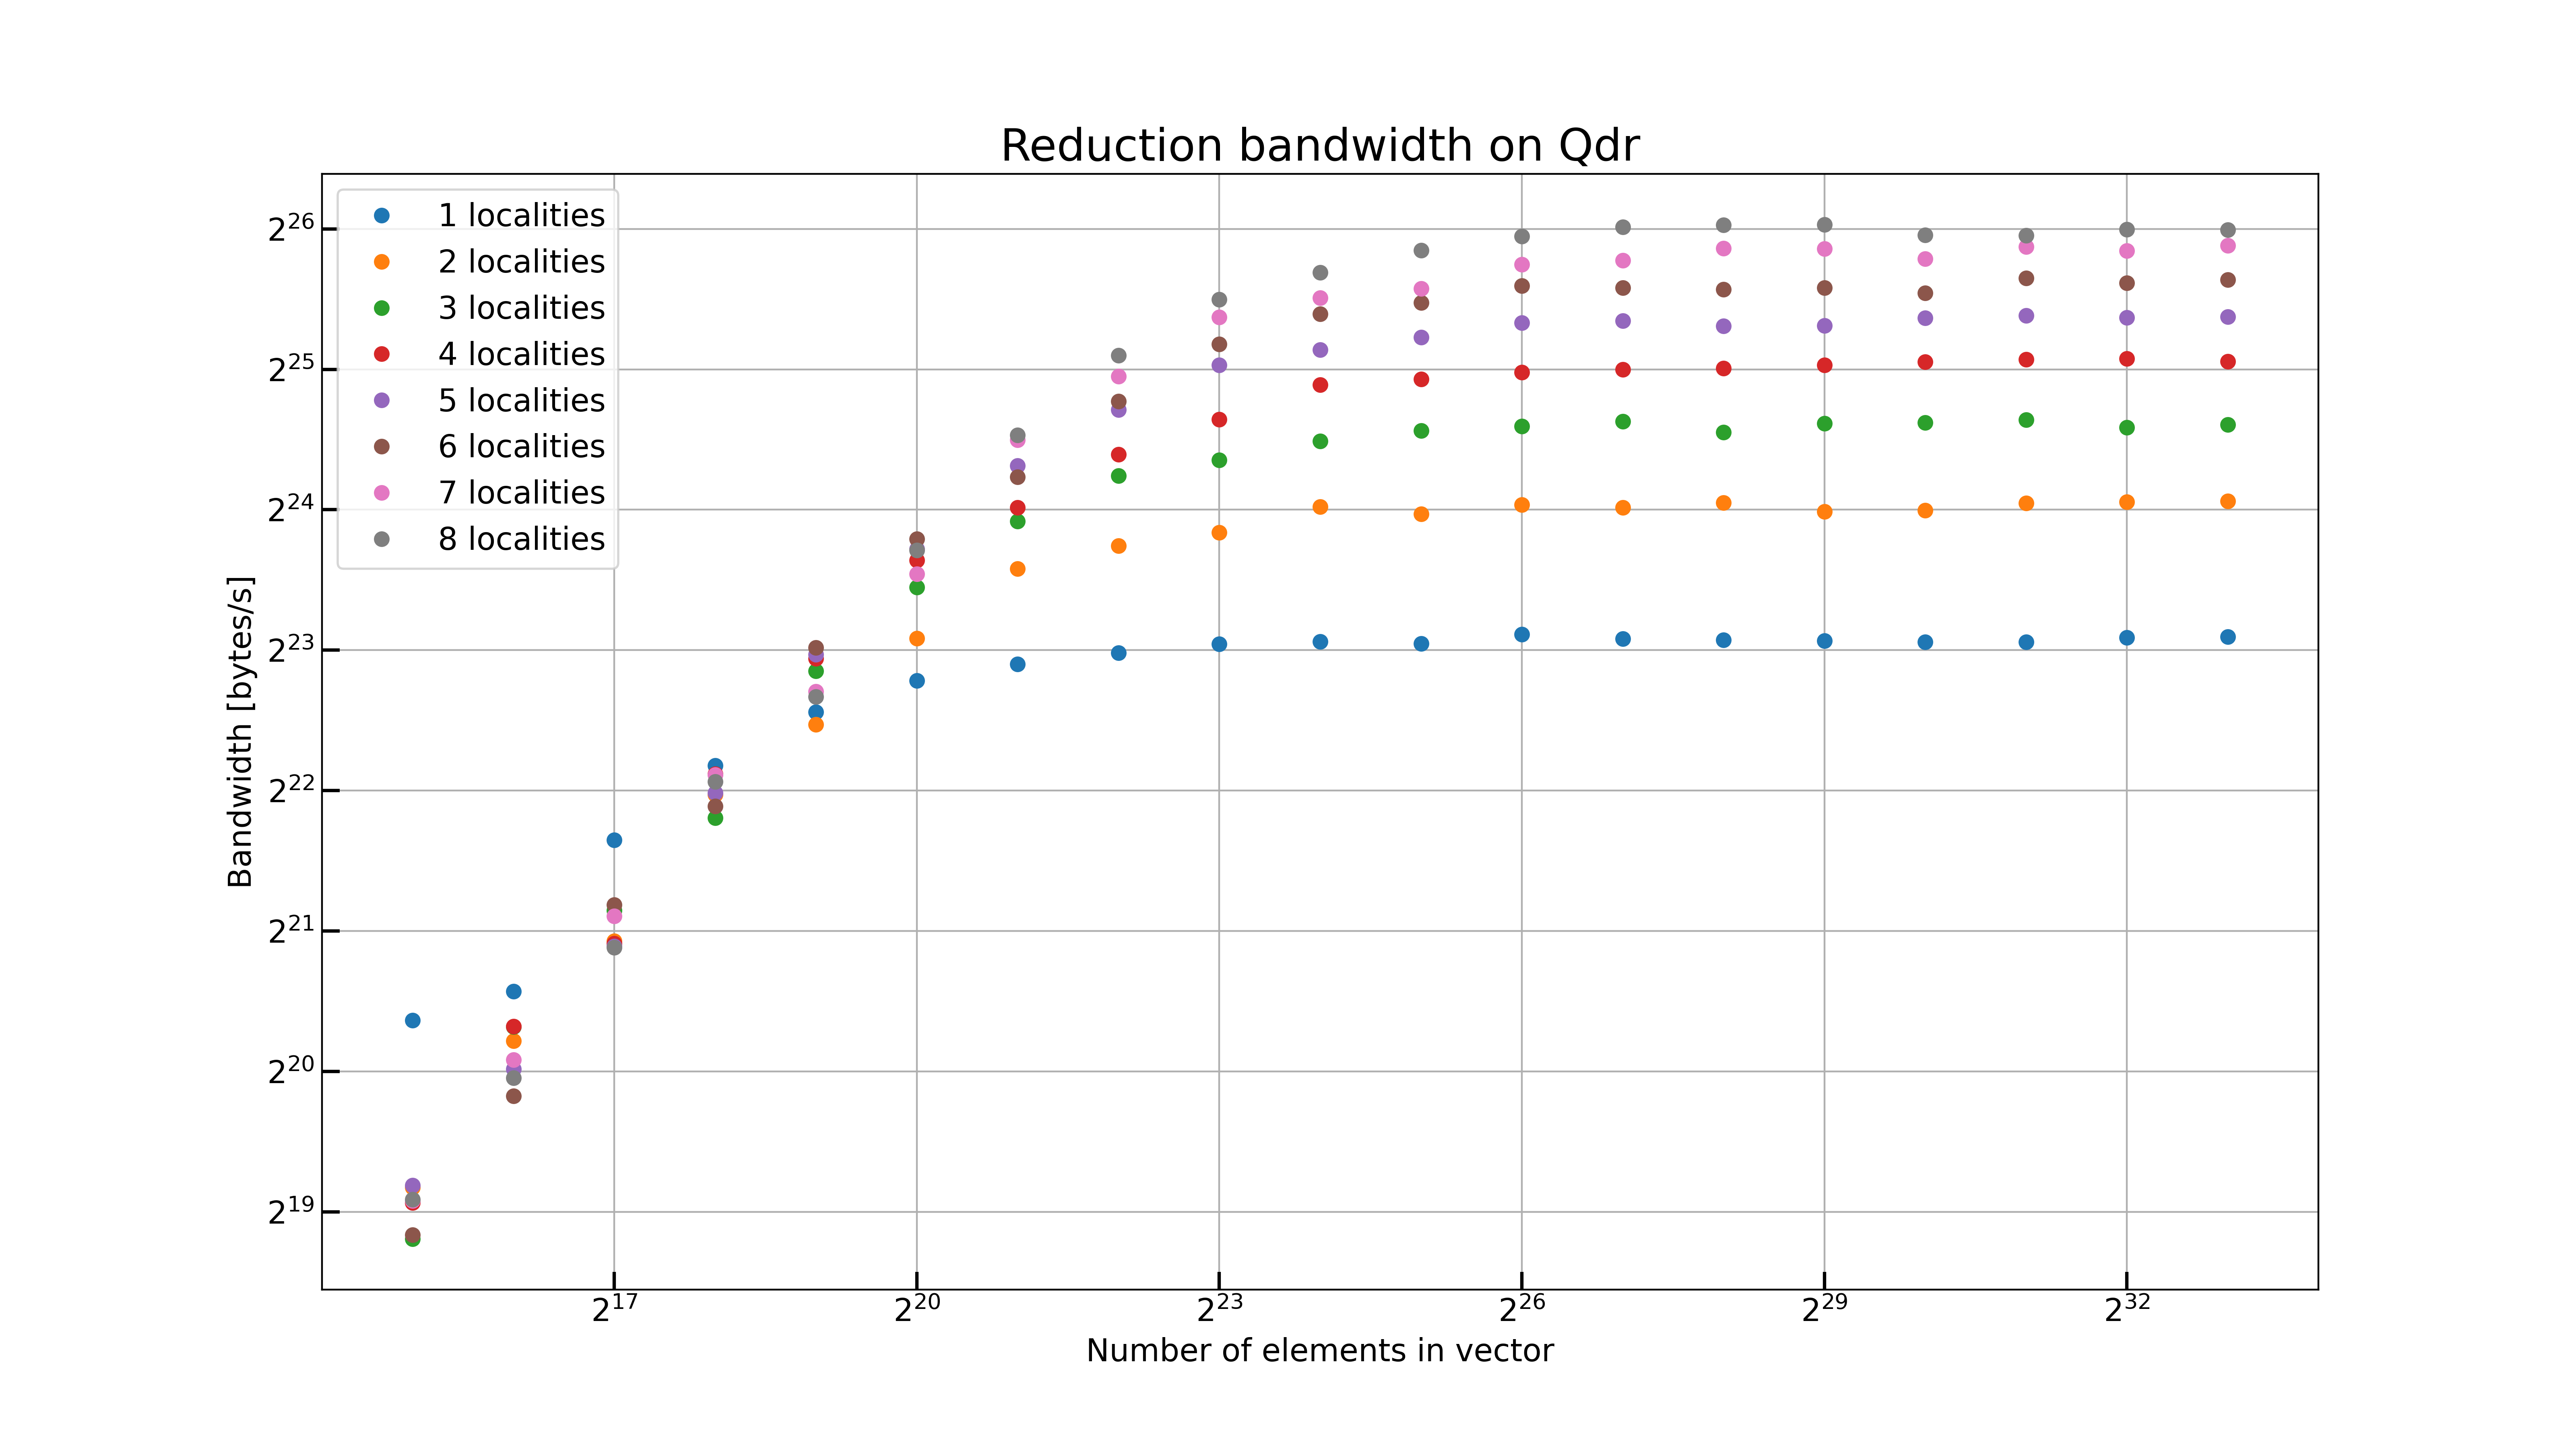 Reduction bandwidth on Qdr
1 localities
2 localities
3 localities
4 localities
5 localities
6 localities
7 localities
8 localities
2^26
2^25
2^24
2^23
2^22
2^21
2^20
2^19
Bandwidth [bytes/s]
2^17 2^20 2^23 2^26 2^29 2^32
Number of elements in vector